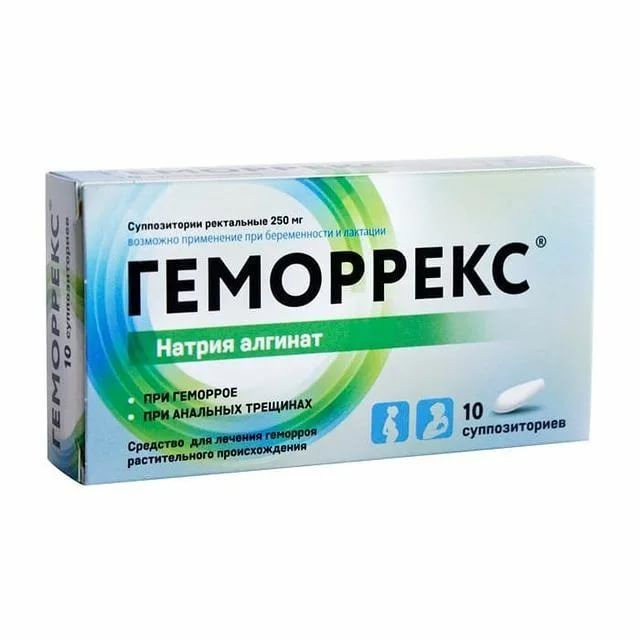 Суппозитории ректальные 250 мг
возможно применение при беременности и лактации
ГЕМОРРЕКС®
Натрия алгинат
• ПРИ ГЕМОРРОЕ
• ПРИ АНАЛЬНЫХ ТРЕЩИНАХ
Средство для лечения геморроя
растительного происхождения
10
суппозиториев
ГЕМОРРЕКС®
10 суппозиториев